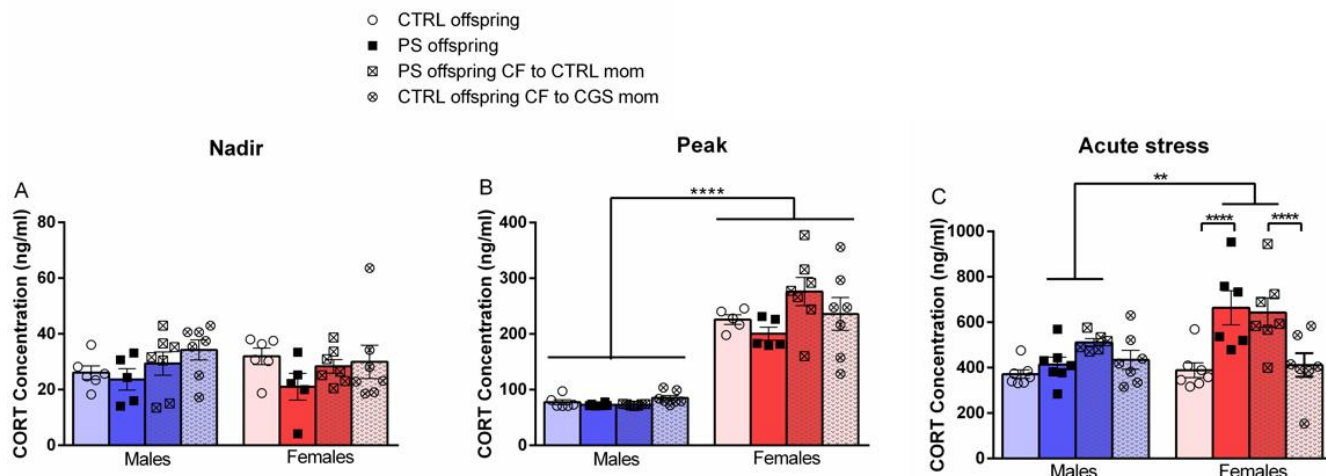 CTRL offspring
PS offspring
PS offspring CF to CTRL mom
CTRL offspring CF to CGS mom
Nadir
A
CORT Concentration (ng/ml)
80
60
40
20
0
Males
Females
Peak
B
CORT Concentration (ng/ml)
400
300
200
100
0
****
Males
Females
Acute stress
C
CORT Concentration (ng/ml)
1000
800
600
400
200
0
**
****
****
Males
Females